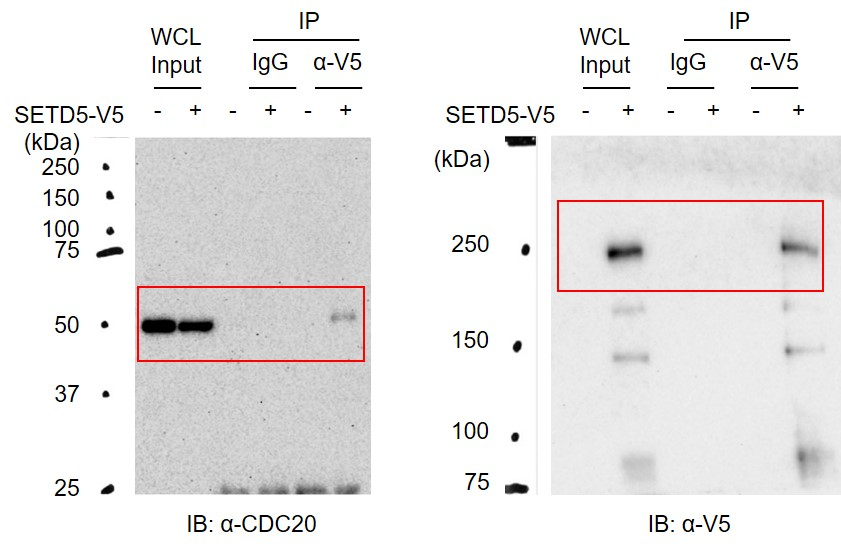 IP
WCL
Input
IgG
α-V5
SETD5-V5
- + - + - +
(kDa)
250
150
100
75
50
37
25
IB: α-CDC20
IP
WCL
Input
IgG
α-V5
SETD5-V5
- + - + - +
(kDa)
250
150
100
75
IB: α-V5